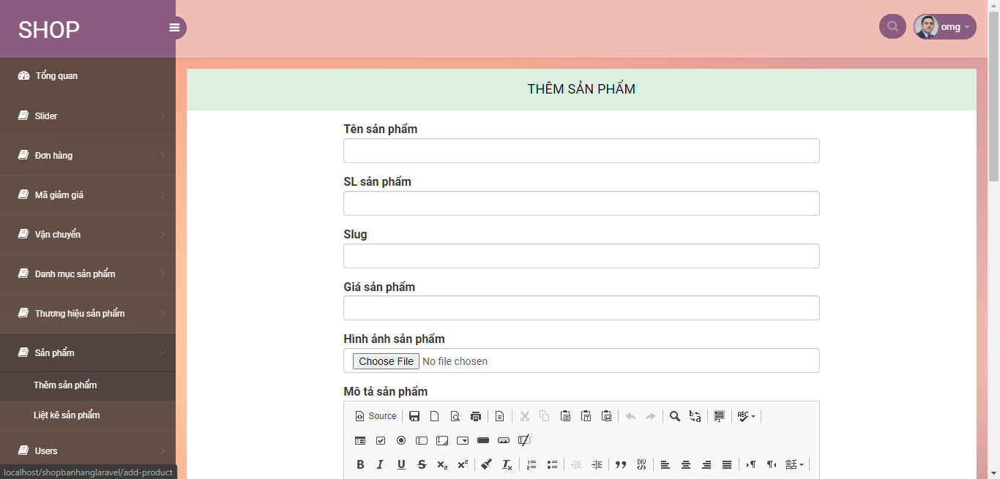 SHOP
omg
Tổng quan
Slider
Đơn hàng
Mã giảm giá
Vận chuyển
Danh mục sản phẩm
Thương hiệu sản phẩm
Sản phẩm
Thêm sản phẩm
Liệt kê sản phẩm
Users
localhost/shopbanhanglaravel/add-product
THÊM SẢN PHẨM
Tên sản phẩm
SL sản phẩm
Slug
Giá sản phẩm
Hình ảnh sản phẩm
Choose File No file chosen
Mô tả sản phẩm
Source